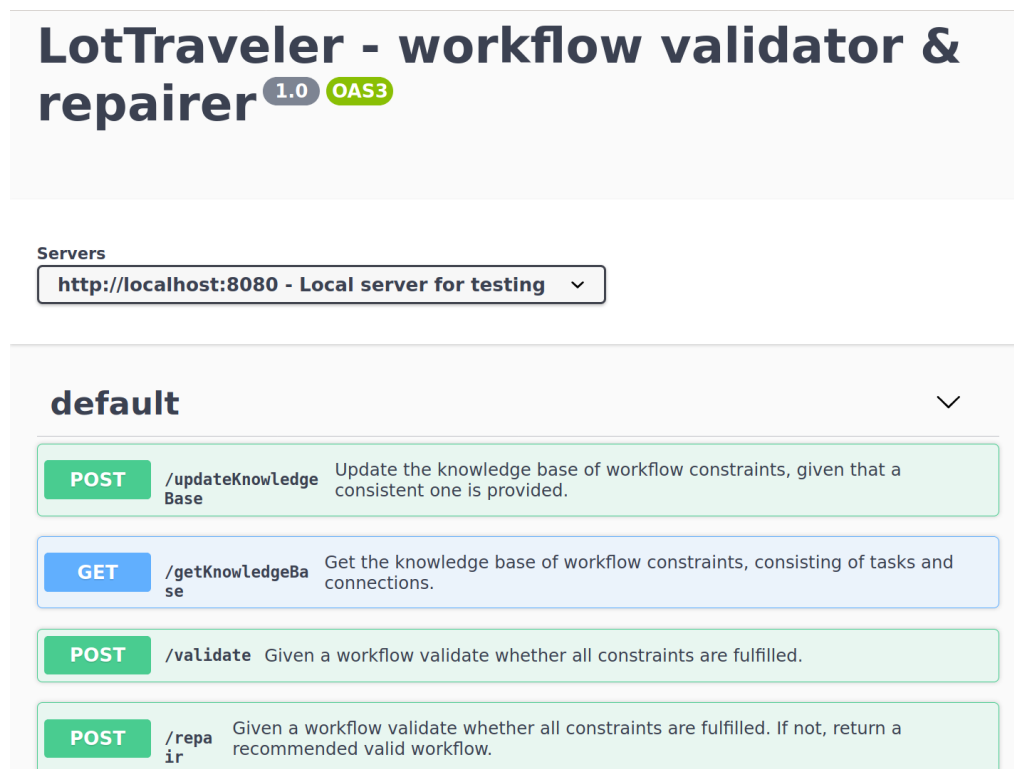 LotTraveler - workflow validator &
repairer 1.0 OAS3
Servers
http://localhost:8080 - Local server for testing
default
POST /updateKnowledge
Base
Update the knowledge base of workflow constraints, given that a
consistent one is provided.
GET /getKnowledgeBa
se
Get the knowledge base of workflow constraints, consisting of tasks and
connections.
POST /validate Given a workflow validate whether all constraints are fulfilled.
POST /repa
ir
Given a workflow validate whether all constraints are fulfilled. If not, return a
recommended valid workflow.